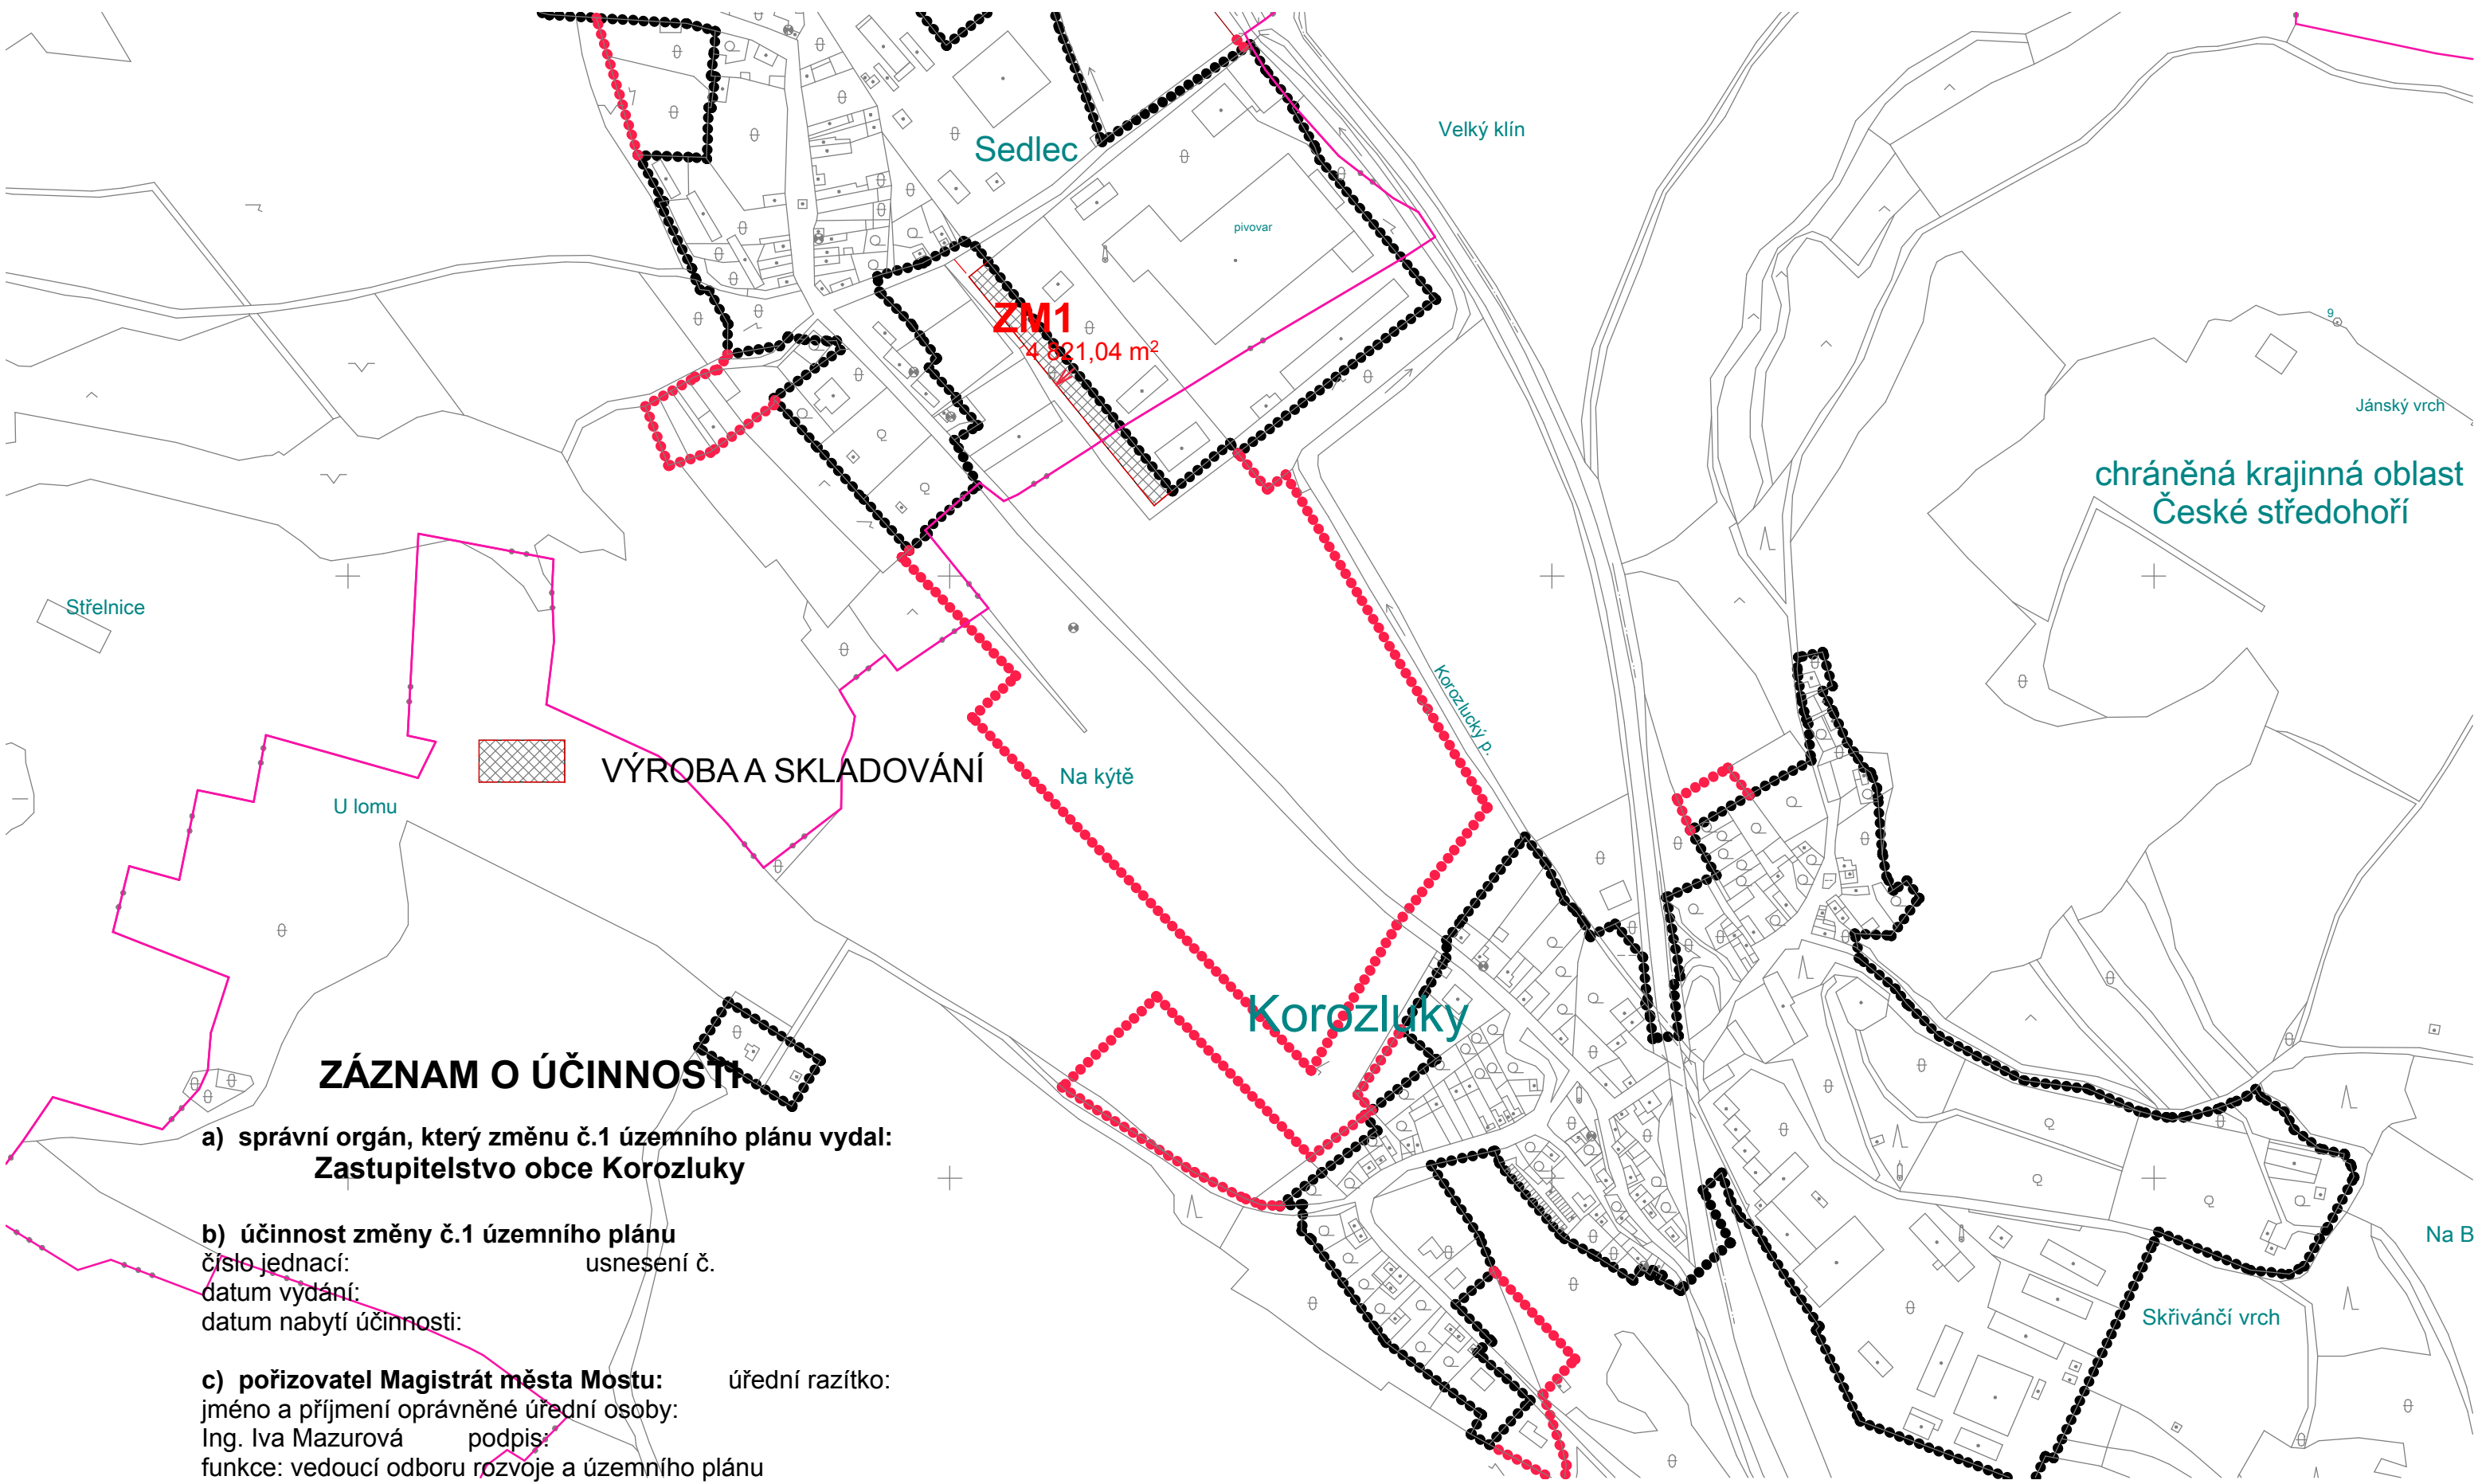 Sedlec
Velký klín
pivovar
ZM1
4 821,04 m²
9
Jánský vrch
chráněná krajinná oblast
České středohoří
Střelnice
Korozlucký p.
VÝROBA A SKLADOVÁNÍ
Na kýtě
U lomu
Korozluky
ZÁZNAM O ÚČINNOSTI
a) správní orgán, který změnu č.1 územního plánu vydal:
Zastupitelstvo obce Korozluky
b) účinnost změny č.1 územního plánu
číslo jednací: usnesení č.
datum vydání:
datum nabytí účinnosti:
Na B
Skřivánčí vrch
c) pořizovatel Magistrát města Mostu: úřední razítko:
jméno a příjmení oprávněné úřední osoby:
Ing. Iva Mazurová podpis:
funkce: vedoucí odboru rozvoje a územního plánu